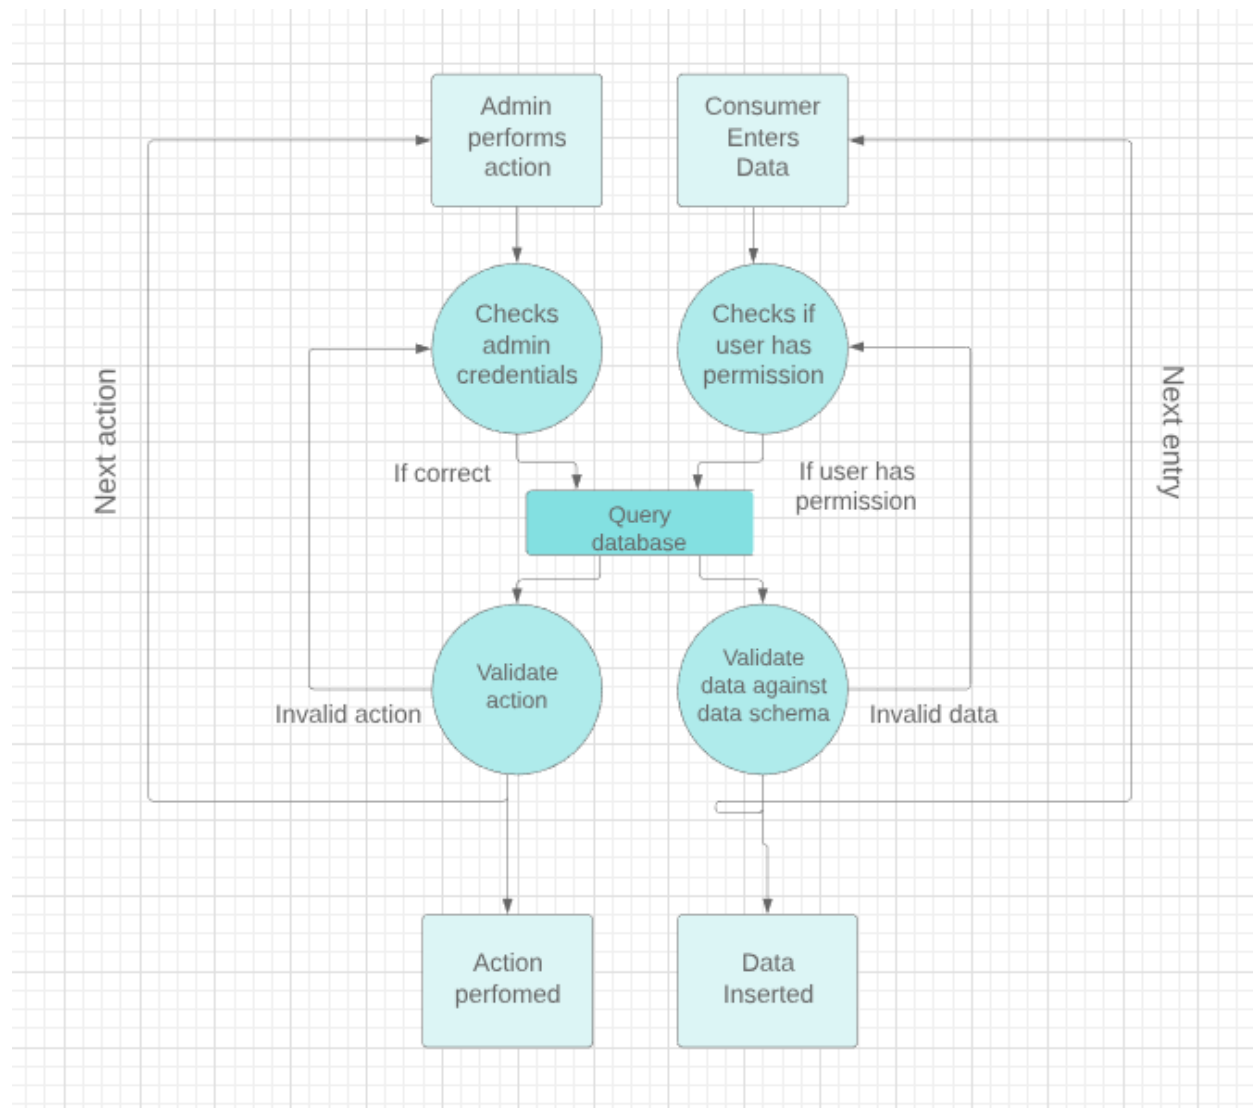 Admin
performs
action
Consumer
Enters
Data
Checks
admin
credentials
Checks if
user has
permission
Next action
Next entry
If correct
If user has
permission
Query
database
Validate
action
Validate
data against
data schema
Invalid action
Invalid data
Action
perfomed
Data
Inserted